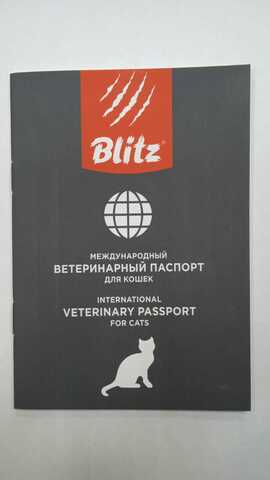 Blitz®
МЕЖДУНАРОДНЫЙ
ВЕТЕРИНАРНЫЙ ПАСПОРТ
ДЛЯ КОШЕК
INTERNATIONAL
VETERINARY PASSPORT
FOR CATS